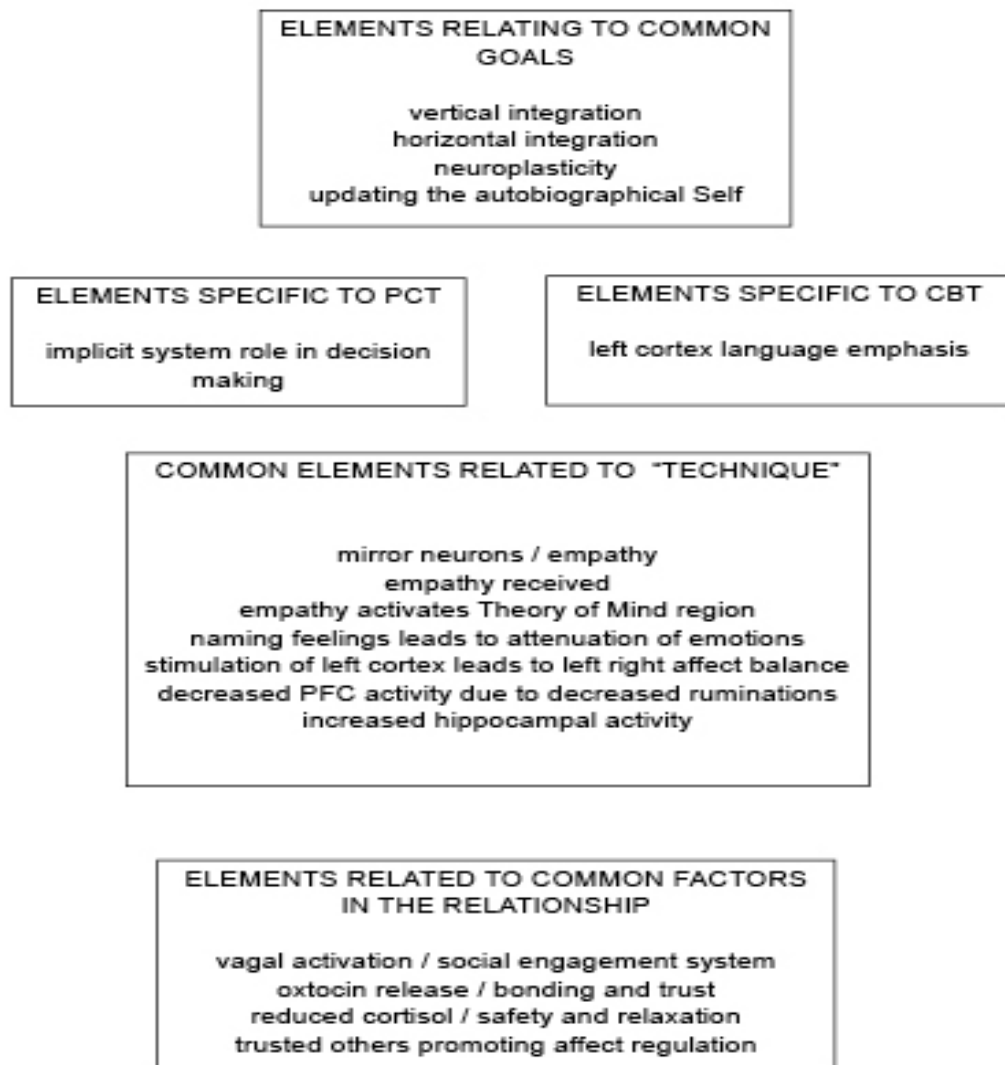 ELEMENTS RELATING TO COMMON
GOALS
vertical integration
horizontal integration
neuroplasticity
updating the autobiographical Self
ELEMENTS SPECIFIC TO PCT
implicit system role in decision
making
ELEMENTS SPECIFIC TO CBT
left cortex language emphasis
COMMON ELEMENTS RELATED TO "TECHNIQUE"
mirror neurons / empathy
empathy received
empathy activates Theory of Mind region
naming feelings leads to attenuation of emotions
stimulation of left cortex leads to left right affect balance
decreased PFC activity due to decreased ruminations
increased hippocampal activity
ELEMENTS RELATED TO COMMON FACTORS
IN THE RELATIONSHIP
vagal activation / social engagement system
oxtocin release / bonding and trust
reduced cortisol / safety and relaxation
trusted others promoting affect regulation